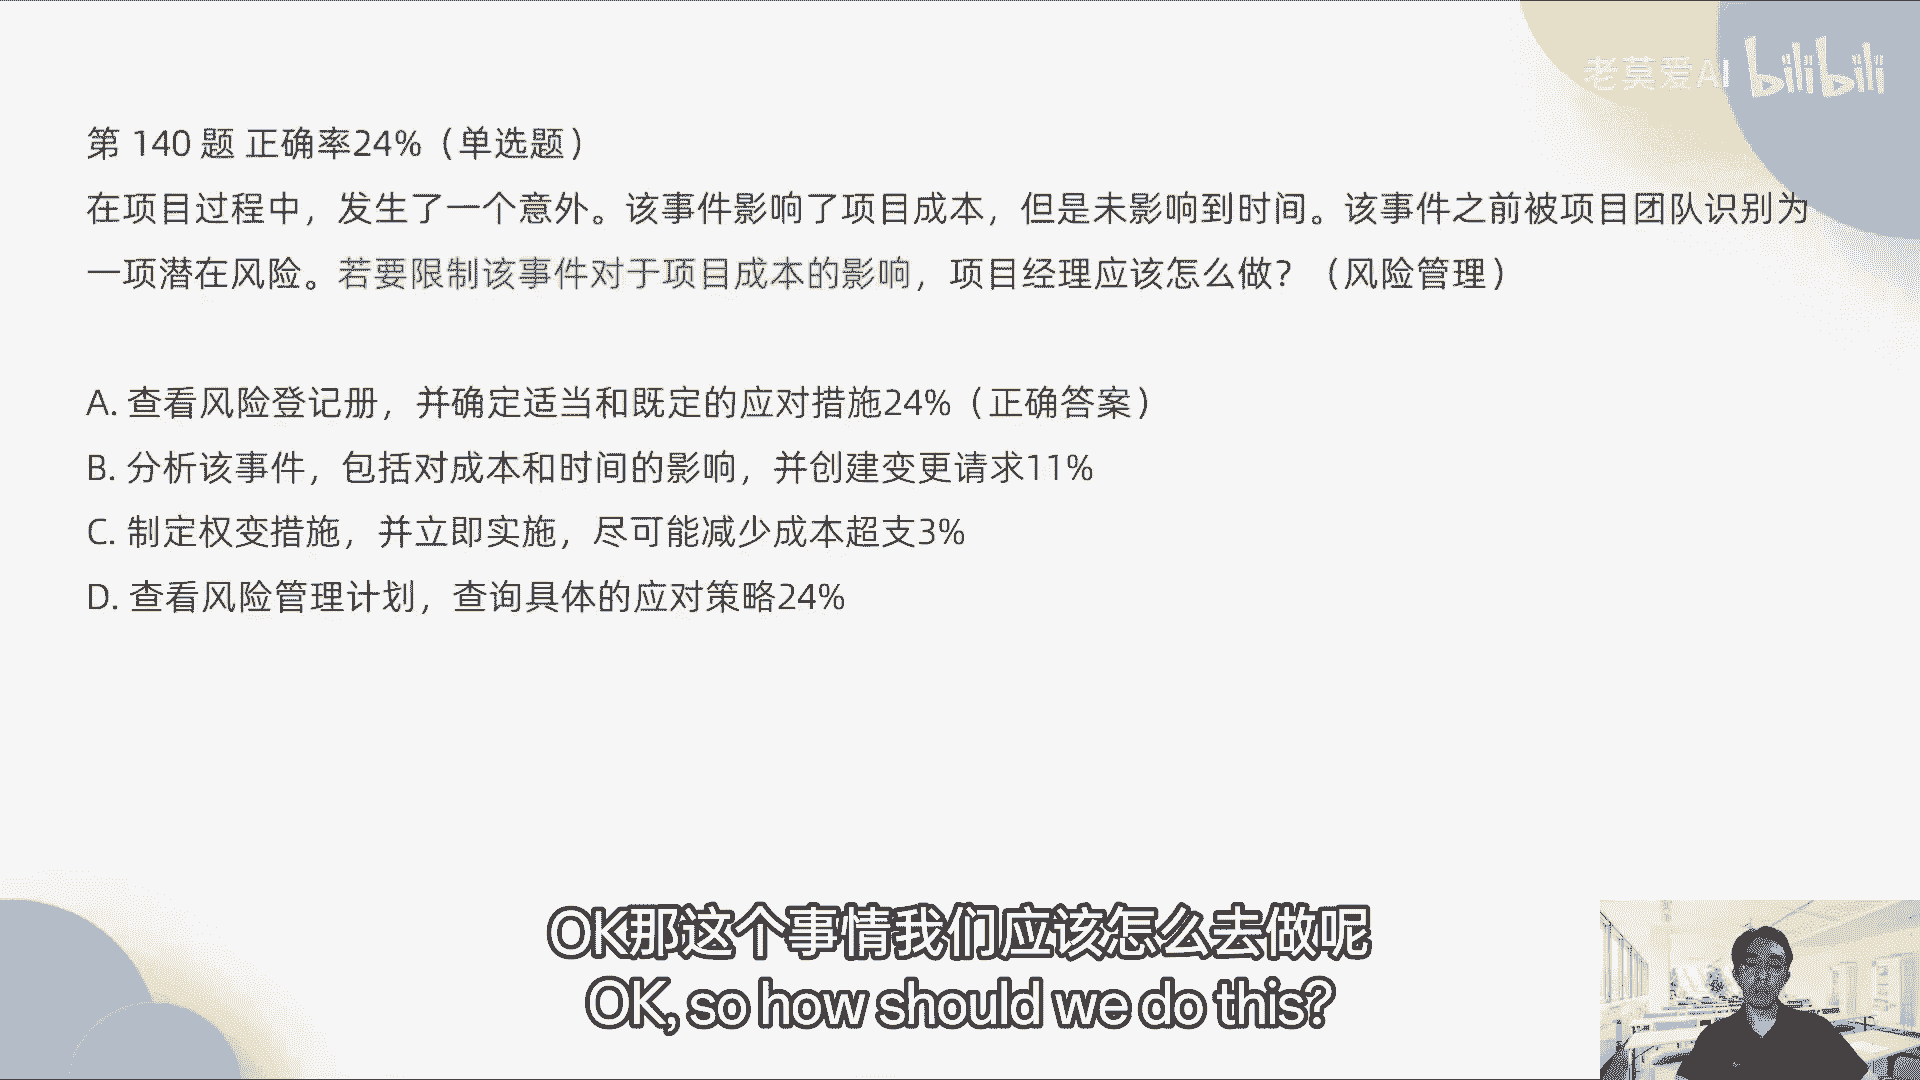 老莫爱AI bilibili
第 140 题 正确率24%（单选题）
在项目过程中，发生了一个意外。该事件影响了项目成本，但是未影响到时间。该事件之前被项目团队识别为
一项潜在风险。若要限制该事件对于项目成本的影响，项目经理应该怎么做？（风险管理）
A. 查看风险登记册，并确定适当和既定的应对措施24%（正确答案）
B. 分析该事件，包括对成本和时间的影响，并创建变更请求11%
C. 制定权变措施，并立即实施，尽可能减少成本超支3%
D. 查看风险管理计划，查询具体的应对策略24%
OK那这个事情我们应该怎么去做呢
OK, so how should we do this?